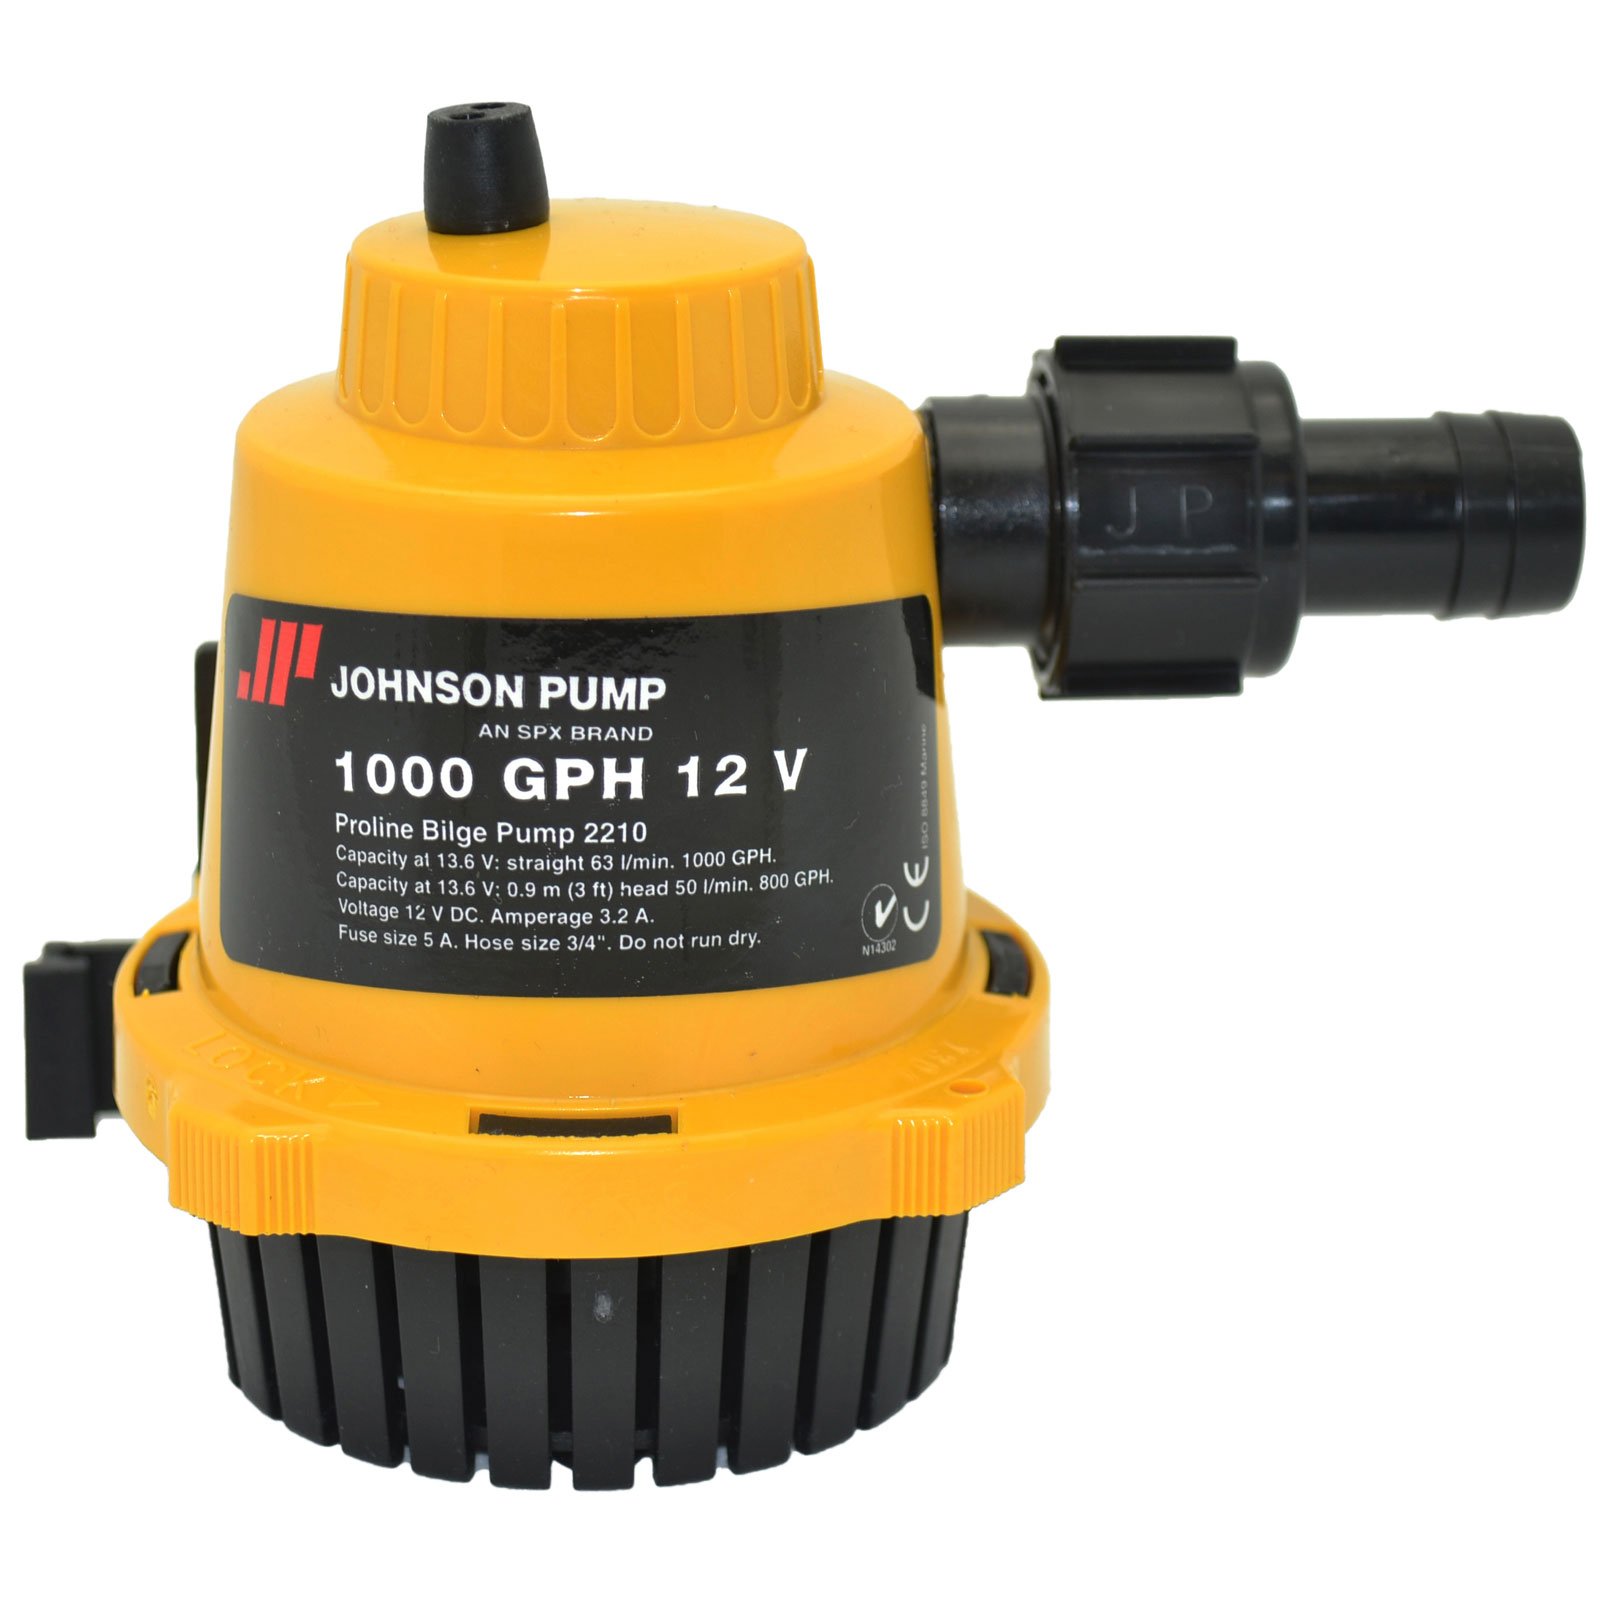 J P
JP
JOHNSON PUMP
AN SPX BRAND
1000 GPH 12 V
Proline Bilge Pump 2210
Capacity at 13.6 V: straight 63 l/min. 1000 GPH.
Capacity at 13.6 V: 0.9 m (3 ft) head 50 l/min. 800 GPH.
Voltage 12 V DC. Amperage 3.2 A.
Fuse size 5 A. Hose size 3/4". Do not run dry.
ISO 8849 Marine
CE
N14302
LOCK